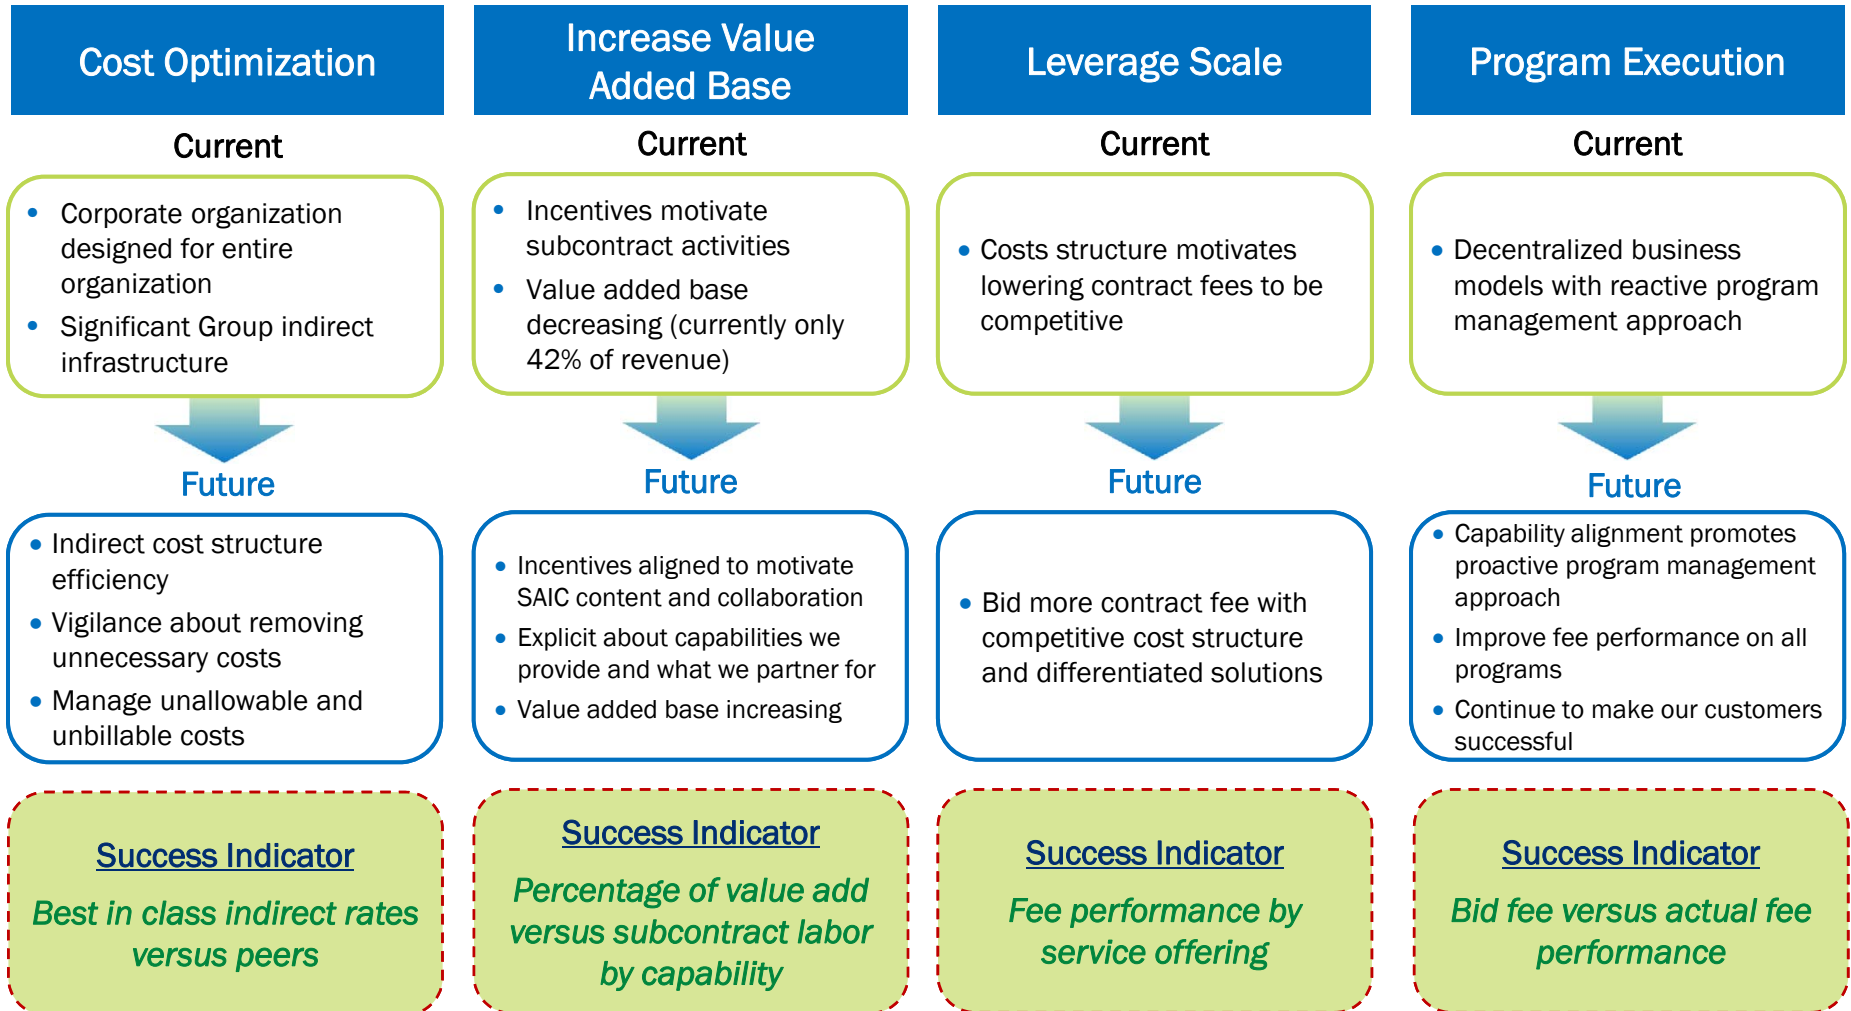 Cost Optimization
Current
• Corporate organization
designed for entire
organization
• Significant Group indirect
infrastructure
Future
• Indirect cost structure
efficiency
• Vigilance about removing
unnecessary costs
• Manage unallowable and
unbillable costs
Success Indicator
Best in class indirect rates
versus peers
Increase Value
Added Base
Current
• Incentives motivate
subcontract activities
• Value added base
decreasing (currently only
42% of revenue)
Future
• Incentives aligned to motivate
SAIC content and collaboration
• Explicit about capabilities we
provide and what we partner for
• Value added base increasing
Success Indicator
Percentage of value add
versus subcontract labor
by capability
Leverage Scale
Current
• Costs structure motivates
lowering contract fees to be
competitive
Future
• Bid more contract fee with
competitive cost structure
and differentiated solutions
Success Indicator
Fee performance by
service offering
Program Execution
Current
• Decentralized business
models with reactive program
management approach
Future
• Capability alignment promotes
proactive program management
approach
• Improve fee performance on all
programs
• Continue to make our customers
successful
Success Indicator
Bid fee versus actual fee
performance